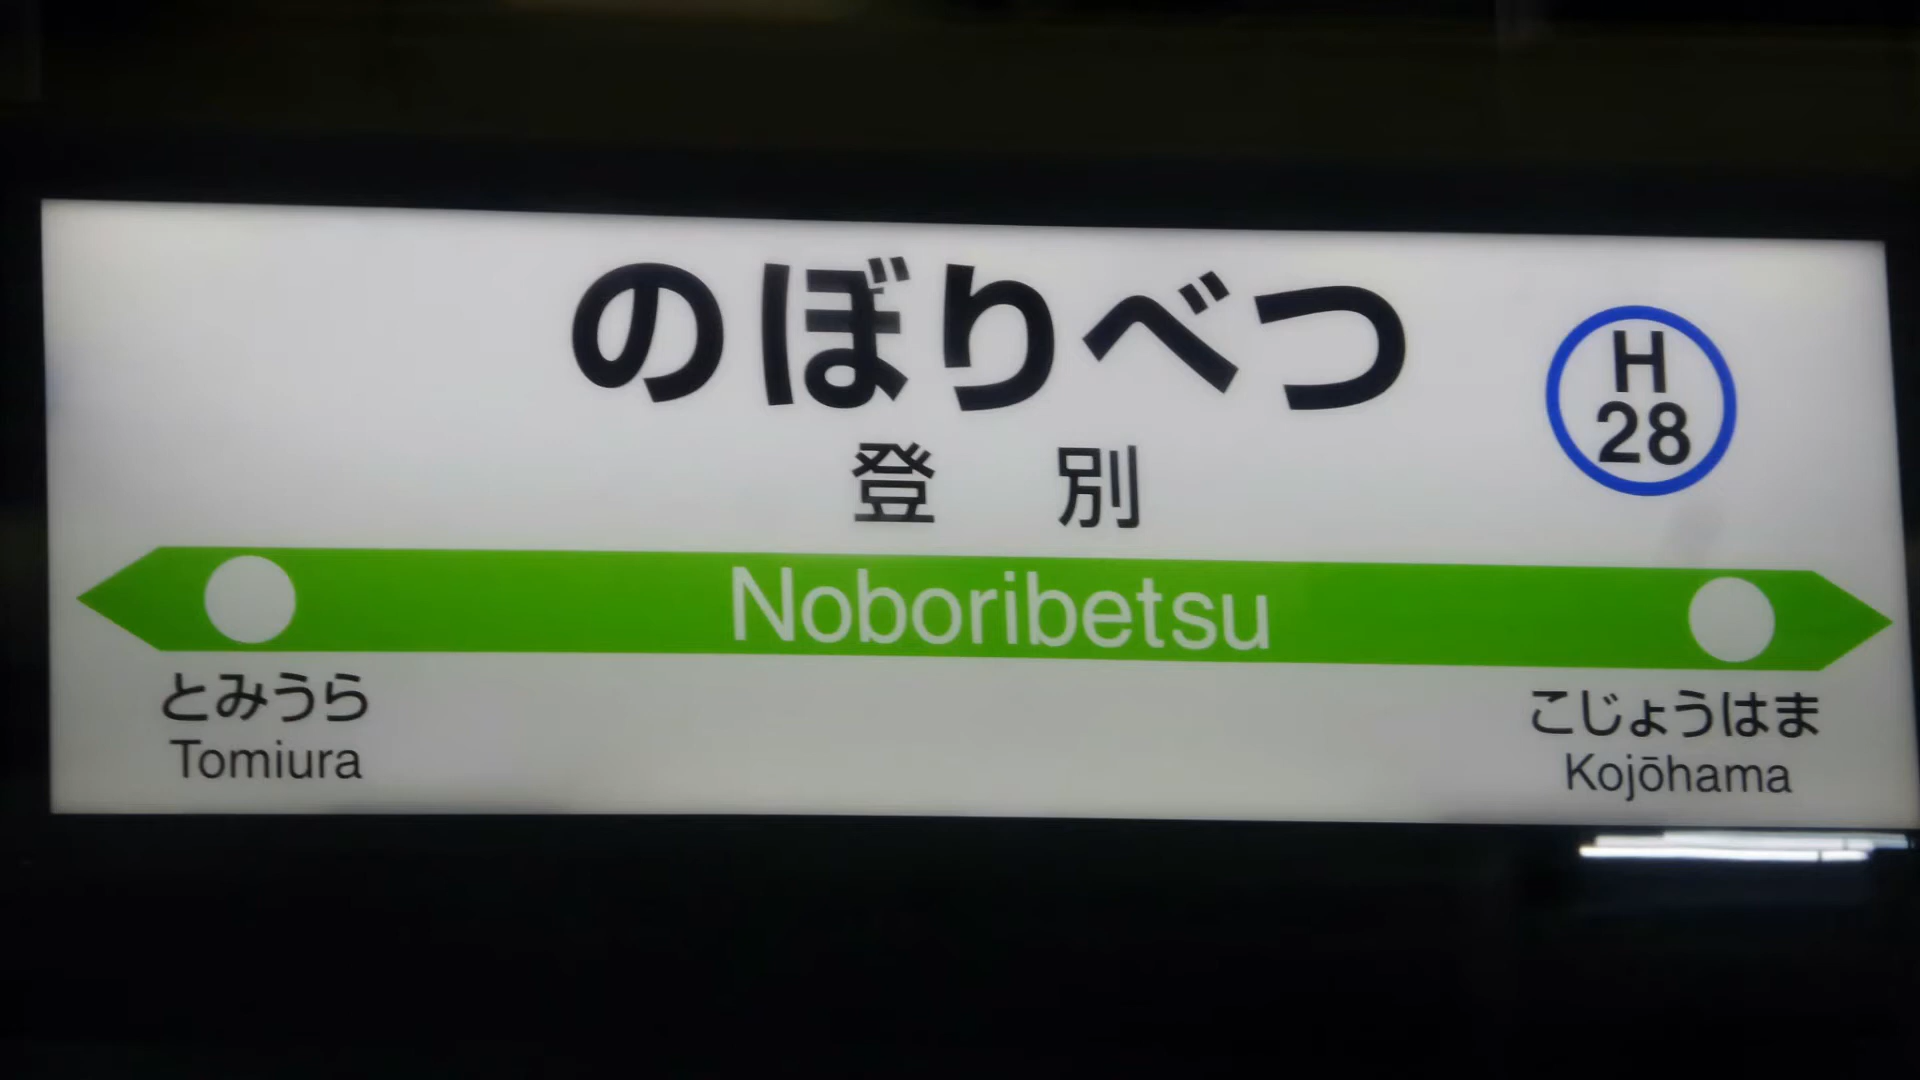 のぼりべつ
H
28
登別
Noboribetsu
とみうら
Tomiura
こじょうはま
Kojōhama